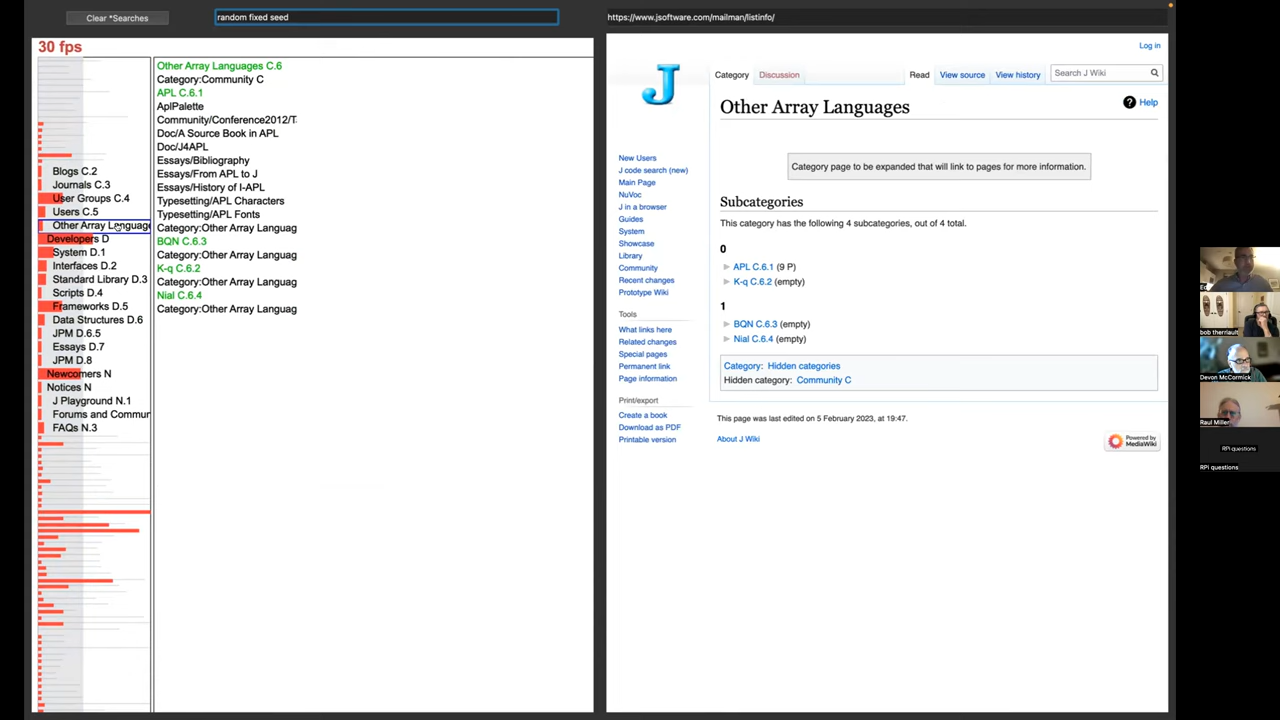 Clear *Searches
random fixed seed
https://www.jsoftware.com/mailman/listinfo/
30 fps
Blogs C.2
Journals C.3
User Groups C.4
Users C.5
Other Array Language
Developers D
System D.1
Interfaces D.2
Standard Library D.3
Scripts D.4
Frameworks D.5
Data Structures D.6
JPM D.6.5
Essays D.7
JPM D.8
Newcomers N
Notices N
J Playground N.1
Forums and Commun
FAQs N.3
Other Array Languages C.6
Category:Community C
APL C.6.1
AplPalette
Community/Conference2012/T
Doc/A Source Book in APL
Doc/J4APL
Essays/Bibliography
Essays/From APL to J
Essays/History of I-APL
Typesetting/APL Characters
Typesetting/APL Fonts
Category:Other Array Languag
BQN C.6.3
Category:Other Array Languag
K-q C.6.2
Category:Other Array Languag
Nial C.6.4
Category:Other Array Languag
Log in
Category Discussion Read View source View history Search J Wiki
Other Array Languages
Help
Category page to be expanded that will link to pages for more information.
Subcategories
This category has the following 4 subcategories, out of 4 total.
0
APL C.6.1 (9 P)
K-q C.6.2 (empty)
1
BQN C.6.3 (empty)
Nial C.6.4 (empty)
Category: Hidden categories
Hidden category: Community C
This page was last edited on 5 February 2023, at 19:47.
About J Wiki
Powered by
MediaWiki
J
New Users
J code search (new)
Main Page
NuVoc
J in a browser
Guides
System
Showcase
Library
Community
Recent changes
Prototype Wiki
Tools
What links here
Related changes
Special pages
Permanent link
Page information
Print/export
Create a book
Download as PDF
Printable version
bob therriault
Devon McCormick
Raul Miller
RPi questions
RPi questions